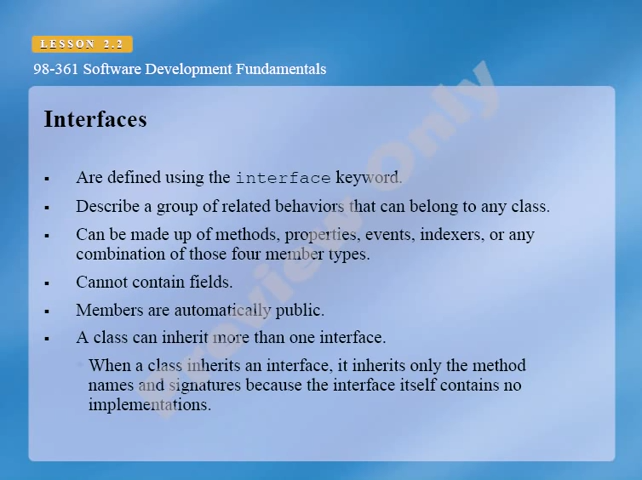 LESSON 2.2
98-361 Software Development Fundamentals
Interfaces
▪ Are defined using the interface keyword.
▪ Describe a group of related behaviors that can belong to any class.
▪ Can be made up of methods, properties, events, indexers, or any
combination of those four member types.
▪ Cannot contain fields.
▪ Members are automatically public.
▪ A class can inherit more than one interface.
When a class inherits an interface, it inherits only the method
names and signatures because the interface itself contains no
implementations.
Preview Only